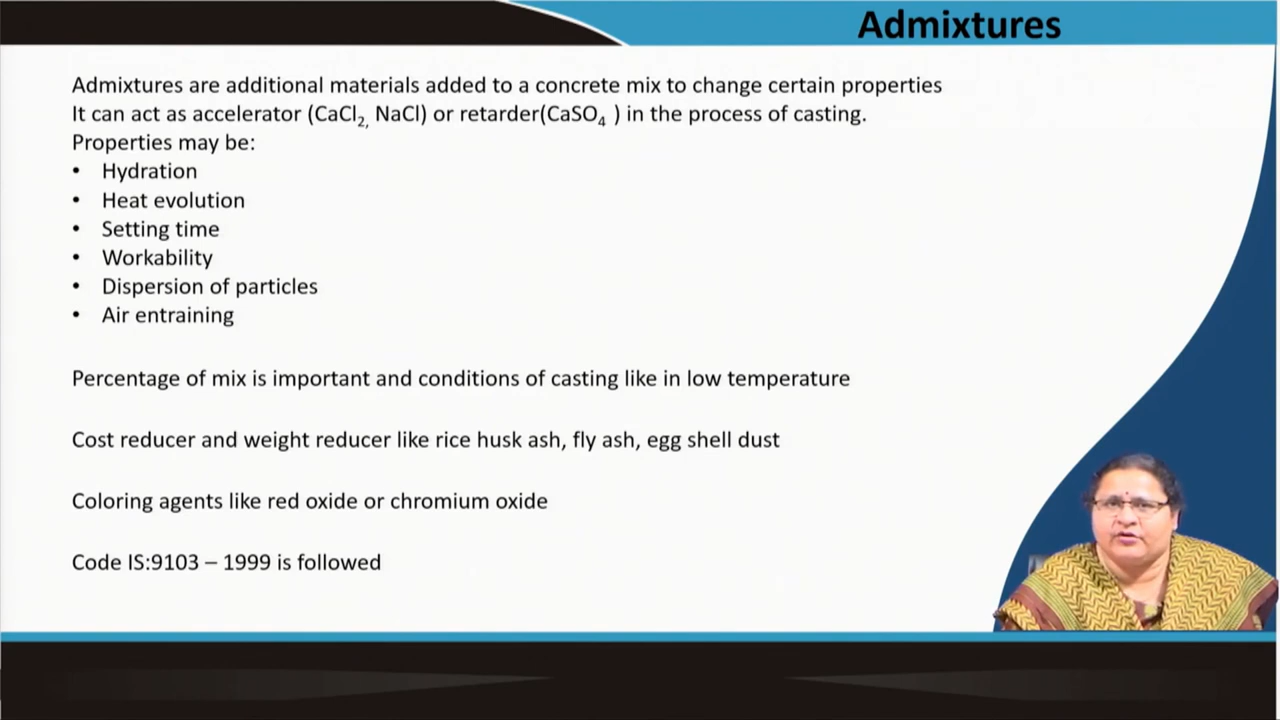 Admixtures
Admixtures are additional materials added to a concrete mix to change certain properties
It can act as accelerator (CaCl2, NaCl) or retarder(CaSO4 ) in the process of casting.
Properties may be:
• Hydration
• Heat evolution
• Setting time
• Workability
• Dispersion of particles
• Air entraining
Percentage of mix is important and conditions of casting like in low temperature
Cost reducer and weight reducer like rice husk ash, fly ash, egg shell dust
Coloring agents like red oxide or chromium oxide
Code IS:9103 – 1999 is followed